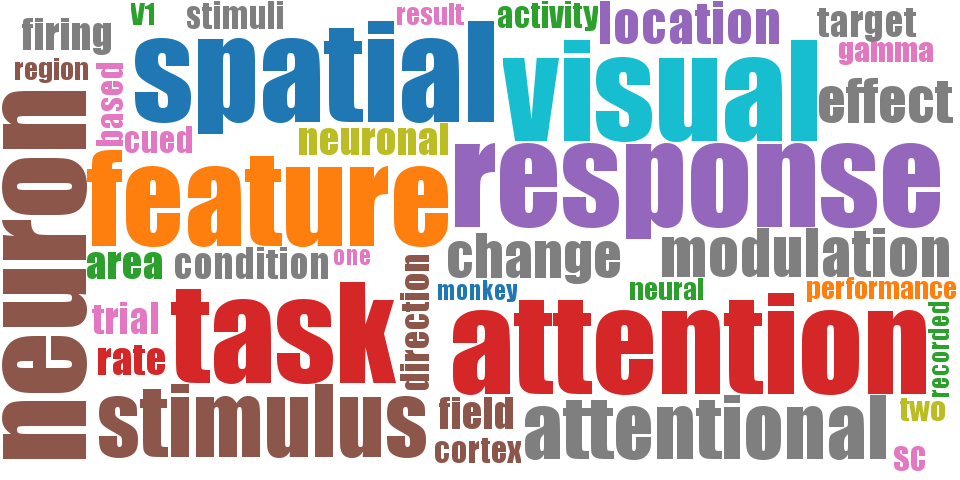 V1
stimuli
result
activity
location
target
firing
spatial
visual
gamma
region
based
effect
cued
neuronal
neuron
feature
response
area
condition
one
change
modulation
direction
monkey
neural
performance
trial
task
attention
recorded
rate
stimulus
field
attentional
two
cortex
sc